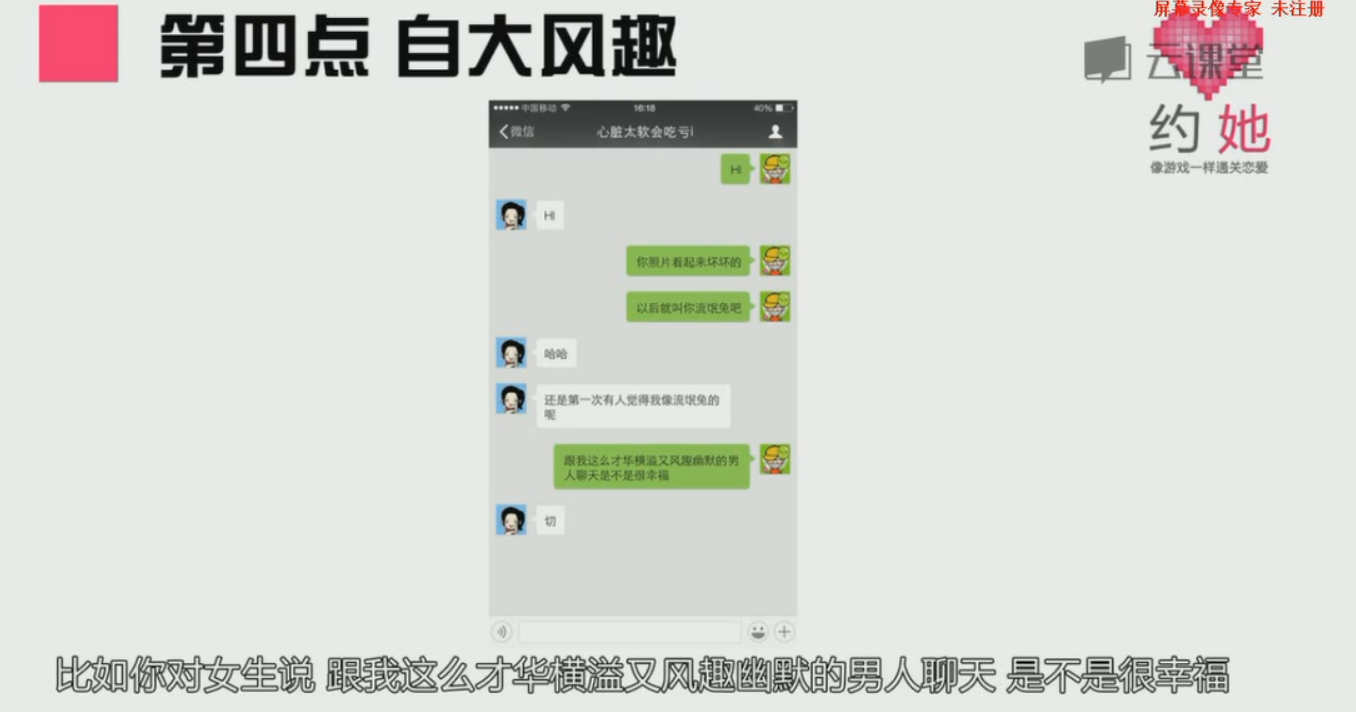 屏幕录像专家 未注册
第四点 自大风趣
云课堂
约她
像游戏一样通关恋爱
中国移动 16:18 40%
微信 心脏太软会吃亏i
HI
HI
你照片看起来坏坏的
以后就叫你流氓兔吧
哈哈
还是第一次有人觉得我像流氓兔的
呢
跟我这么才华横溢又风趣幽默的男
人聊天是不是很幸福
切
比如你对女生说 跟我这么才华横溢又风趣幽默的男人聊天 是不是很幸福